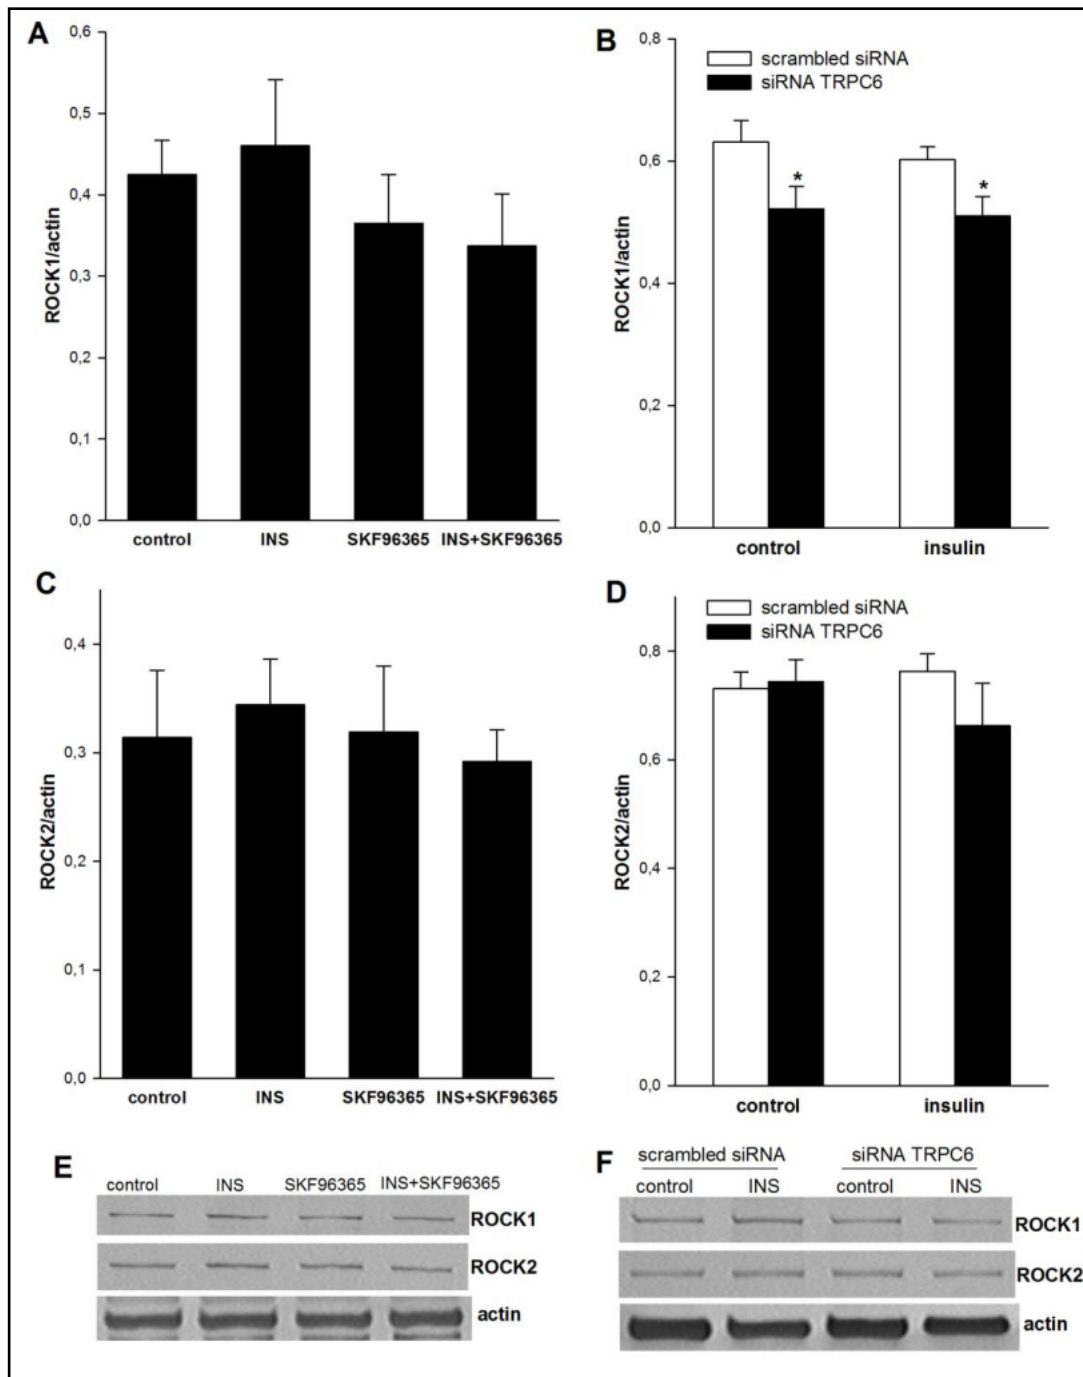 A
0,6
0,5
0,4
0,3
0,2
0,1
0,0
ROCK1/actin
control INS SKF96365 INS+SKF96365
B
0,8
0,6
0,4
0,2
0,0
ROCK1/actin
scrambled siRNA
siRNA TRPC6
*
*
control insulin
C
0,4
0,3
0,2
0,1
0,0
ROCK2/actin
control INS SKF96365 INS+SKF96365
D
0,8
0,6
0,4
0,2
0,0
ROCK2/actin
scrambled siRNA
siRNA TRPC6
control insulin
E
control INS SKF96365 INS+SKF96365
ROCK1
ROCK2
actin
F
scrambled siRNA siRNA TRPC6
control INS control INS
ROCK1
ROCK2
actin